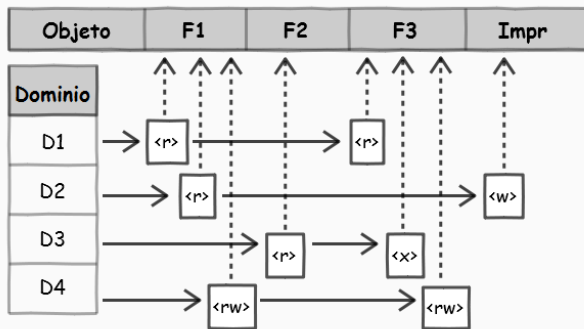 Objeto F1 F2 F3 Impr
Dominio
D1 <r> <r>
D2 <r> <w>
D3 <r> <x>
D4 <rw> <rw>